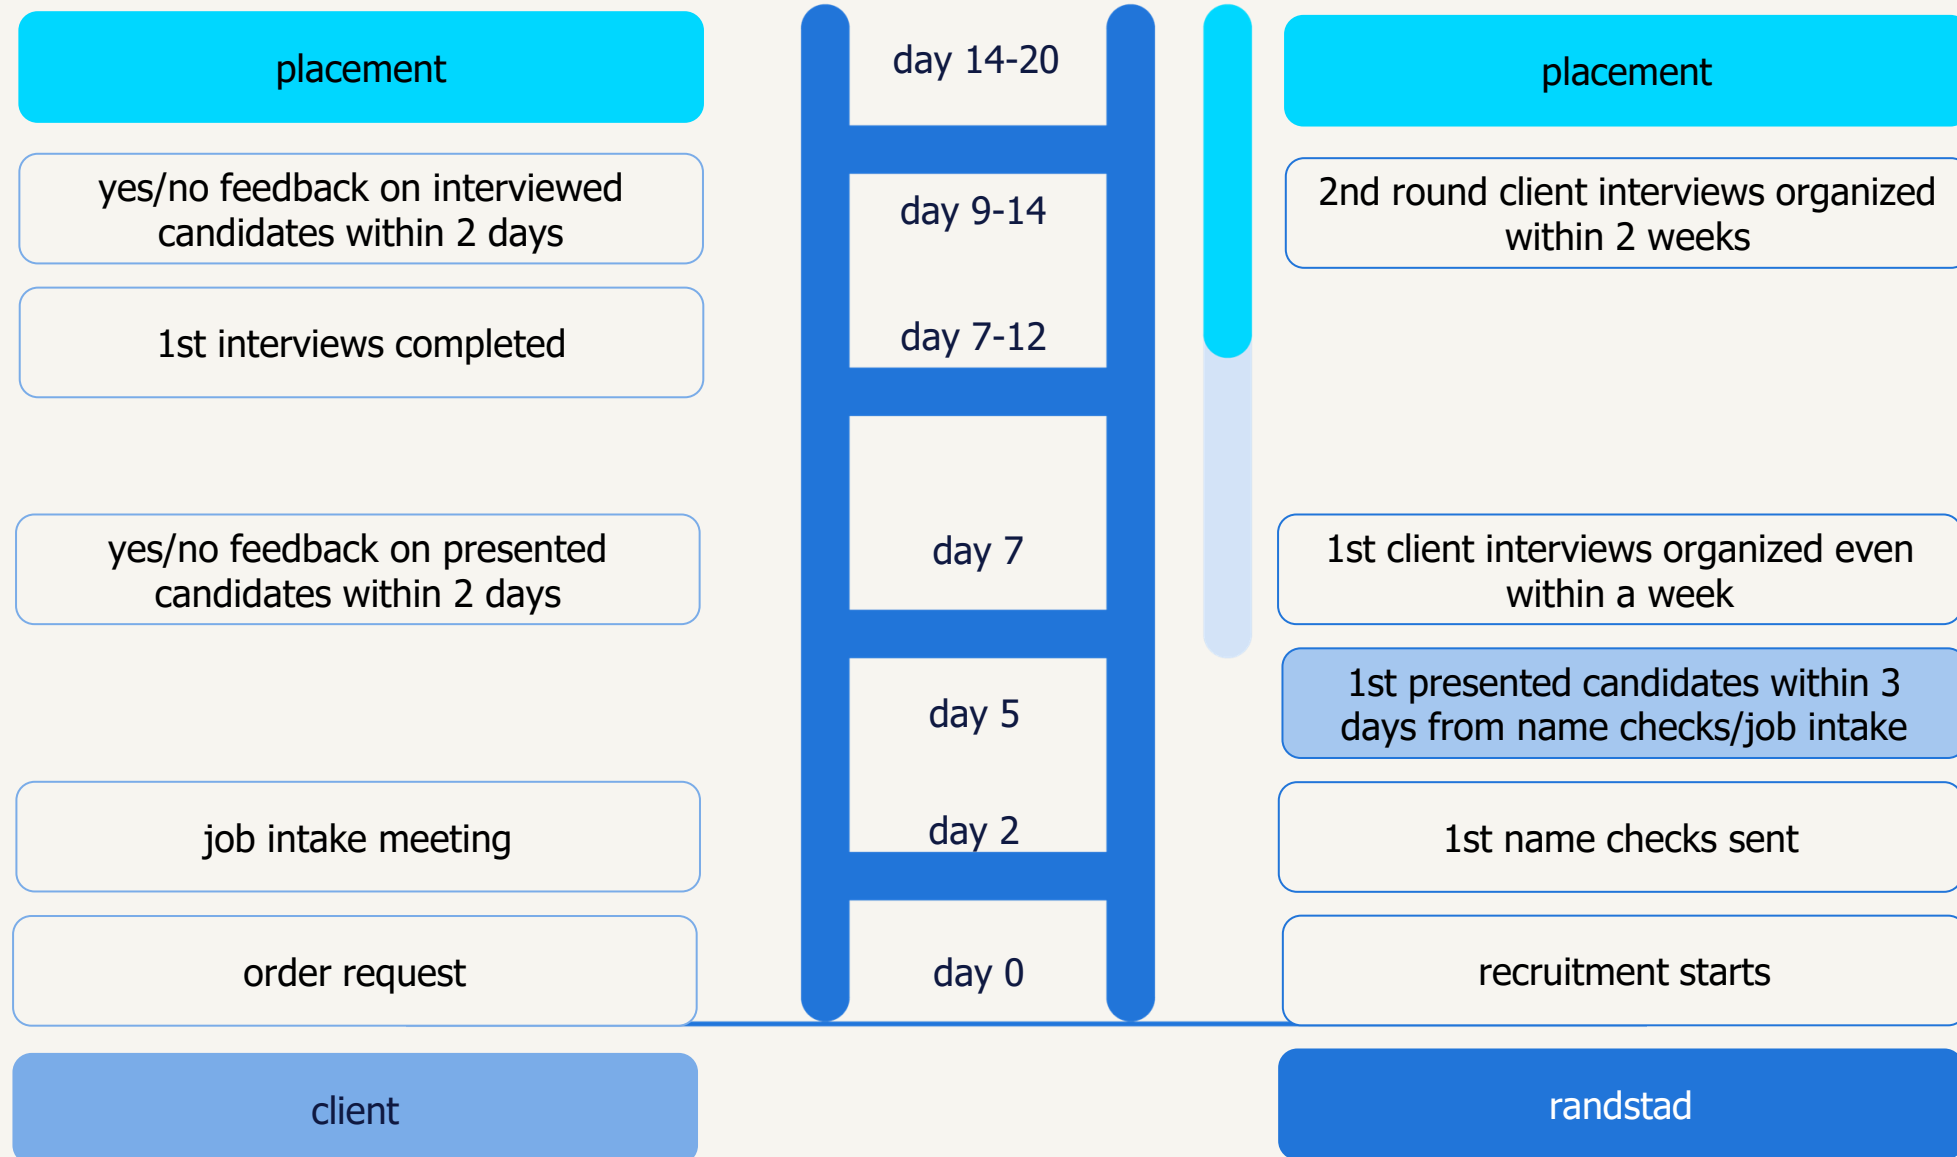 placement
day 14-20
placement
yes/no feedback on interviewed
candidates within 2 days
day 9-14
2nd round client interviews organized
within 2 weeks
1st interviews completed
day 7-12
yes/no feedback on presented
candidates within 2 days
day 7
1st client interviews organized even
within a week
day 5
1st presented candidates within 3
days from name checks/job intake
job intake meeting
day 2
1st name checks sent
order request
day 0
recruitment starts
client
randstad